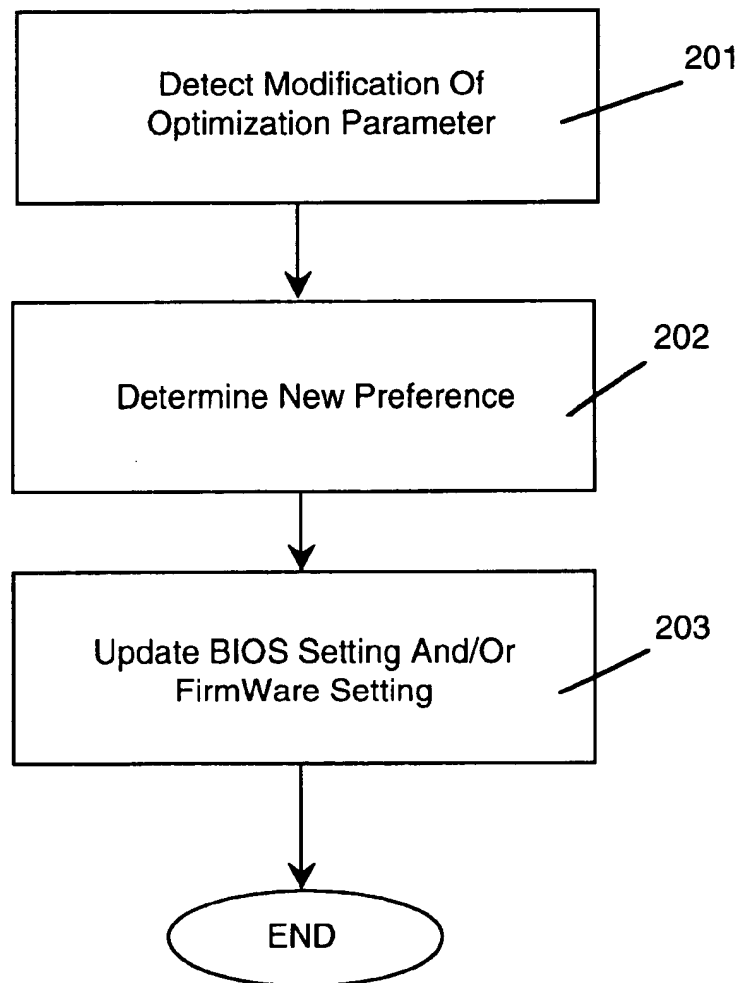 Detect Modification Of
Optimization Parameter
201
Determine New Preference
202
Update BIOS Setting And/Or
FirmWare Setting
203
END